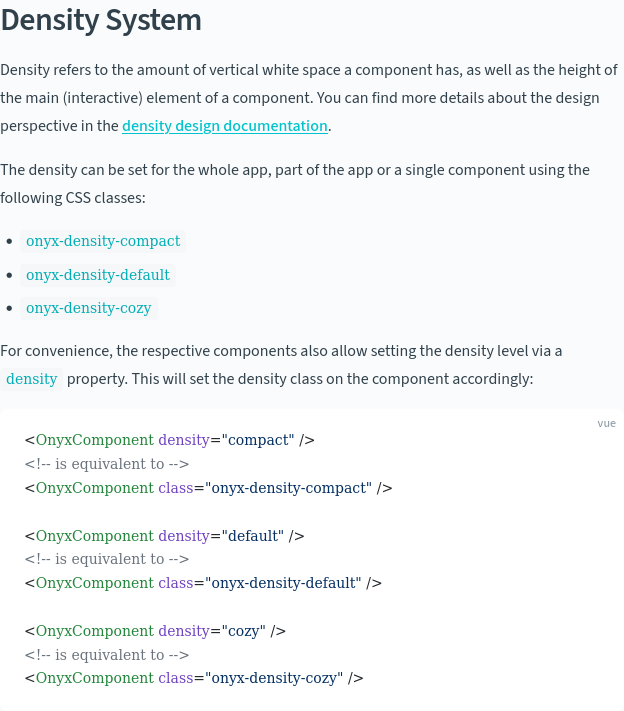 Density System
Density refers to the amount of vertical white space a component has, as well as the height of
the main (interactive) element of a component. You can find more details about the design
perspective in the density design documentation.
The density can be set for the whole app, part of the app or a single component using the
following CSS classes:
• onyx-density-compact
• onyx-density-default
• onyx-density-cozy
For convenience, the respective components also allow setting the density level via a
density property. This will set the density class on the component accordingly:
vue
<OnyxComponent density="compact" />
<!-- is equivalent to -->
<OnyxComponent class="onyx-density-compact" />
<OnyxComponent density="default" />
<!-- is equivalent to -->
<OnyxComponent class="onyx-density-default" />
<OnyxComponent density="cozy" />
<!-- is equivalent to -->
<OnyxComponent class="onyx-density-cozy" />